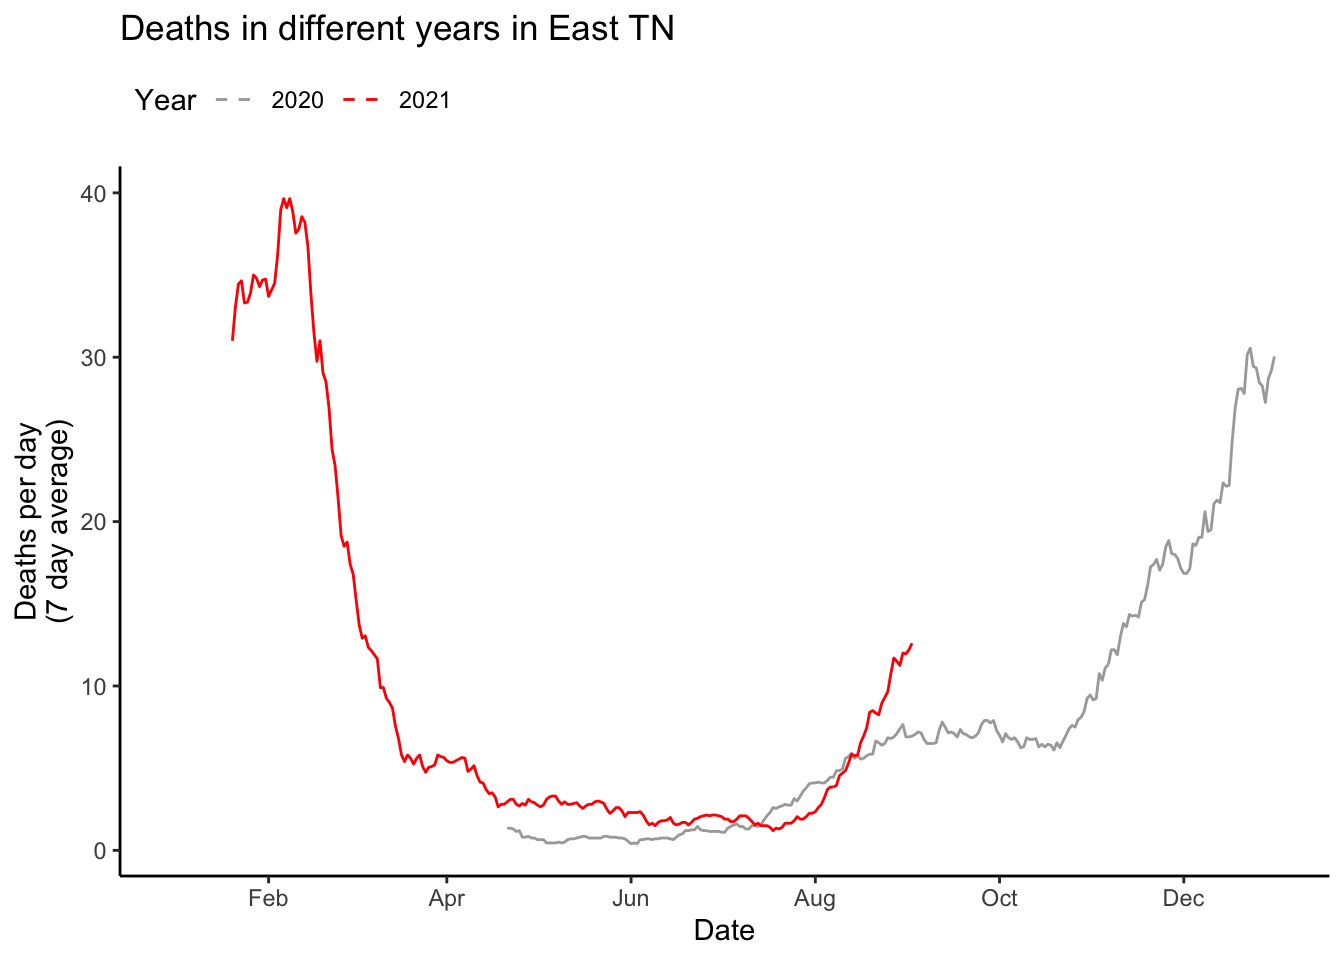 Deaths in different years in East TN
Year 2020 2021
Deaths per day
(7 day average)
40
30
20
10
0
Feb Apr Jun Aug Oct Dec
Date